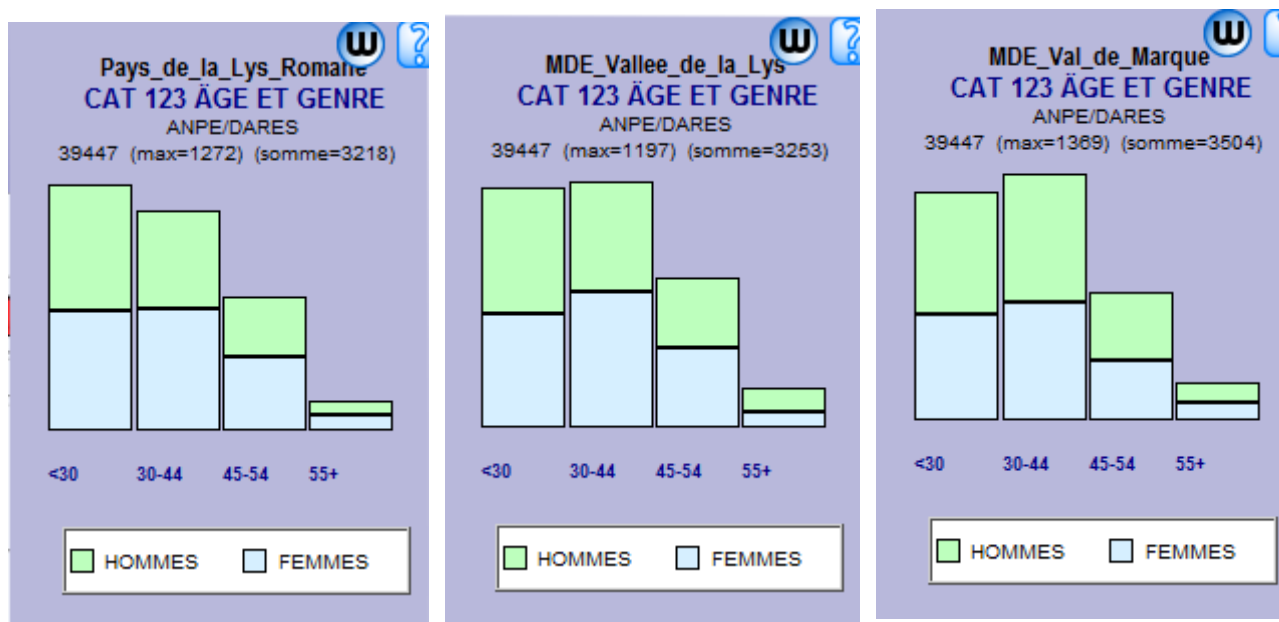 W ?
Pays_de_la_Lys_Romane
CAT 123 ÄGE ET GENRE
ANPE/DARES
39447 (max=1272) (somme=3218)
<30 30-44 45-54 55+
HOMMES FEMMES
W ?
MDE_Vallee_de_la_Lys
CAT 123 ÄGE ET GENRE
ANPE/DARES
39447 (max=1197) (somme=3253)
<30 30-44 45-54 55+
HOMMES FEMMES
W
MDE_Val_de_Marque
CAT 123 ÄGE ET GENRE
ANPE/DARES
39447 (max=1369) (somme=3504)
<30 30-44 45-54 55+
HOMMES FEMMES